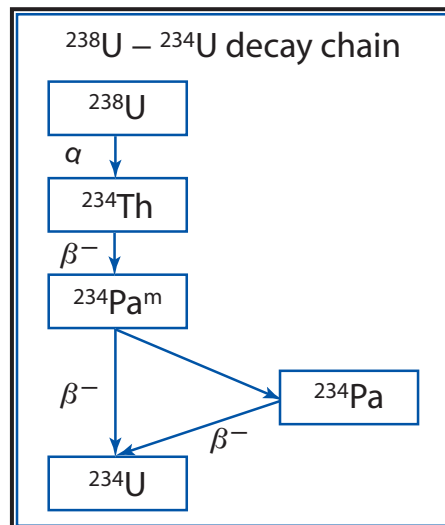 ²³⁸U – ²³⁴U decay chain
²³⁸U
α
²³⁴Th
β⁻
²³⁴Paᵐ
β⁻
²³⁴Pa
β⁻
²³⁴U